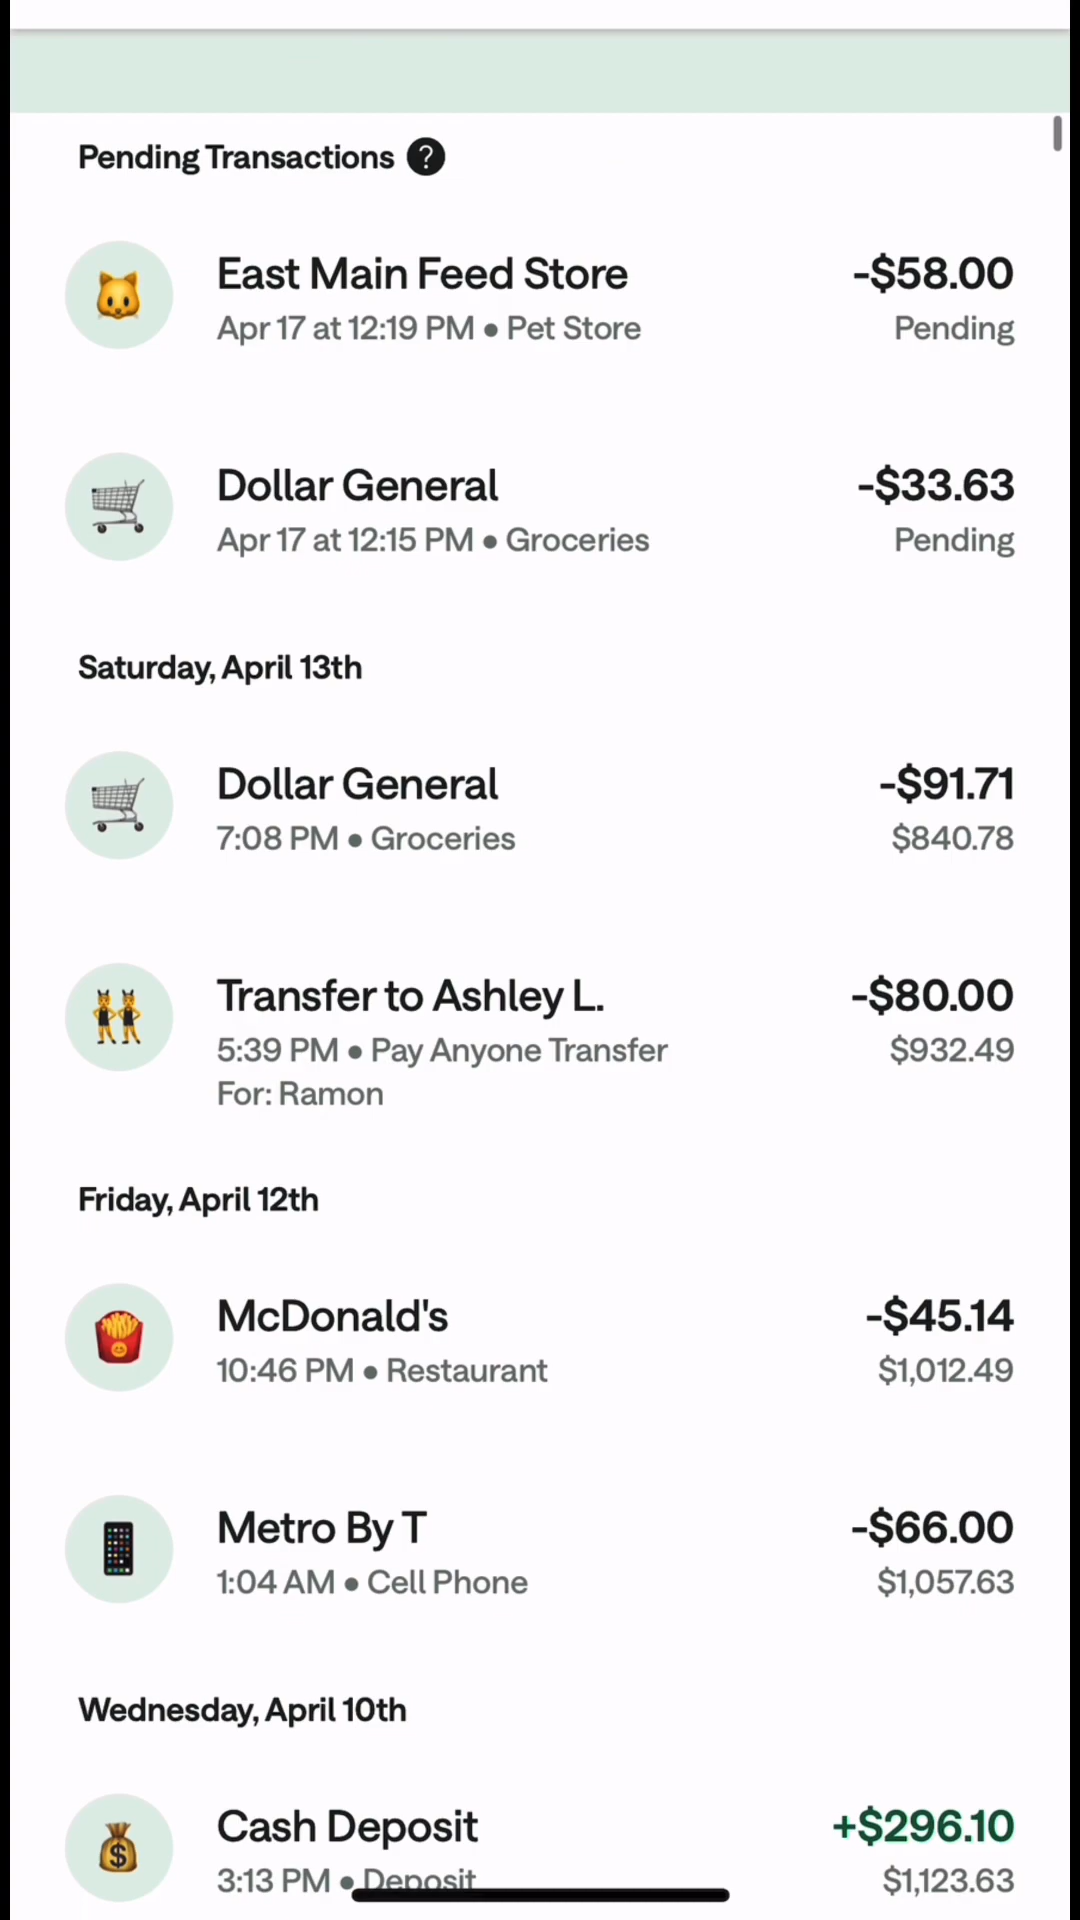 Pending Transactions ?
East Main Feed Store -$58.00
Apr 17 at 12:19 PM • Pet Store Pending
Dollar General -$33.63
Apr 17 at 12:15 PM • Groceries Pending
Saturday, April 13th
Dollar General -$91.71
7:08 PM • Groceries $840.78
Transfer to Ashley L. -$80.00
5:39 PM • Pay Anyone Transfer $932.49
For: Ramon
Friday, April 12th
McDonald's -$45.14
10:46 PM • Restaurant $1,012.49
Metro By T -$66.00
1:04 AM • Cell Phone $1,057.63
Wednesday, April 10th
Cash Deposit +$296.10
3:13 PM • Deposit $1,123.63